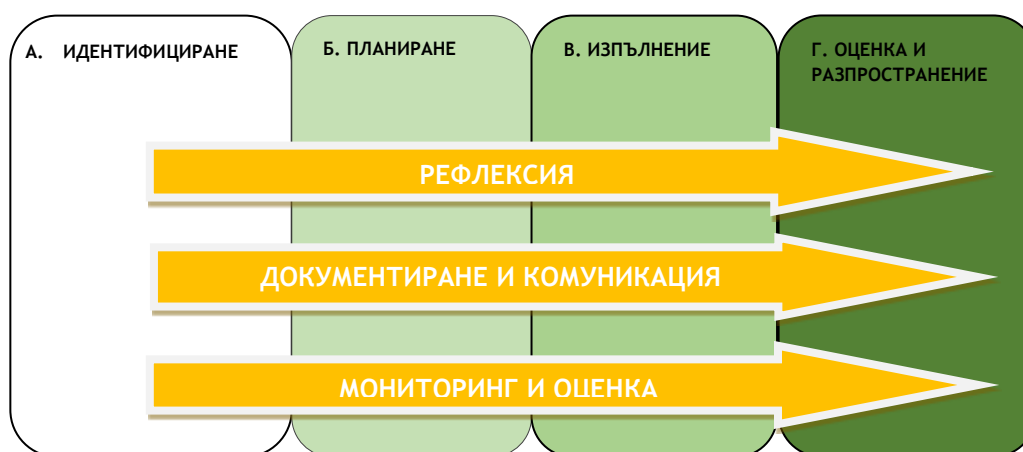 А. ИДЕНТИФИЦИРАНЕ
Б. ПЛАНИРАНЕ
В. ИЗПЪЛНЕНИЕ
Г. ОЦЕНКА И
РАЗПРОСТРАНЕНИЕ
РЕФЛЕКСИЯ
ДОКУМЕНТИРАНЕ И КОМУНИКАЦИЯ
МОНИТОРИНГ И ОЦЕНКА